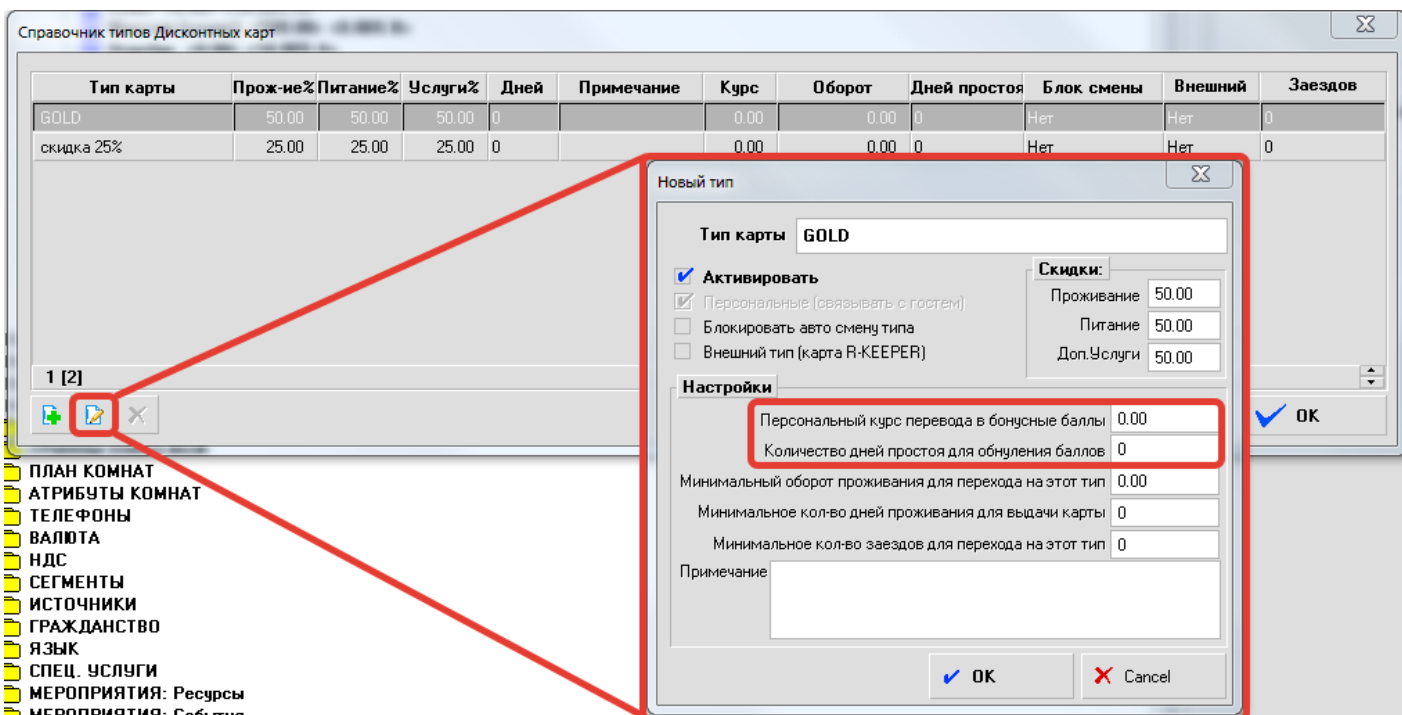 Справочник типов Дисконтных карт
Тип карты Прож-ие% Питание% Услуги% Дней Примечание Курс Оборот Дней простоя Блок смены Внешний Заездов
GOLD 50.00 50.00 50.00 0 0.00 0.00 0 Нет Нет 0
скидка 25% 25.00 25.00 25.00 0 0.00 0.00 0 Нет Нет 0
1 [2]
OK
Новый тип
Тип карты GOLD
Активировать
Персональные (связывать с гостем)
Блокировать авто смену типа
Внешний тип (карта R-KEEPER)
Скидки:
Проживание 50.00
Питание 50.00
Доп.Услуги 50.00
Настройки
Персональный курс перевода в бонусные баллы 0.00
Количество дней простоя для обнуления баллов 0
Минимальный оборот проживания для перехода на этот тип 0.00
Минимальное кол-во дней проживания для выдачи карты 0
Минимальное кол-во заездов для перехода на этот тип 0
Примечание
OK Cancel
ПЛАН КОМНАТ
АТРИБУТЫ КОМНАТ
ТЕЛЕФОНЫ
ВАЛЮТА
НДС
СЕГМЕНТЫ
ИСТОЧНИКИ
ГРАЖДАНСТВО
ЯЗЫК
СПЕЦ. УСЛУГИ
МЕРОПРИЯТИЯ: Ресурсы
МЕРОПРИЯТИЯ: События